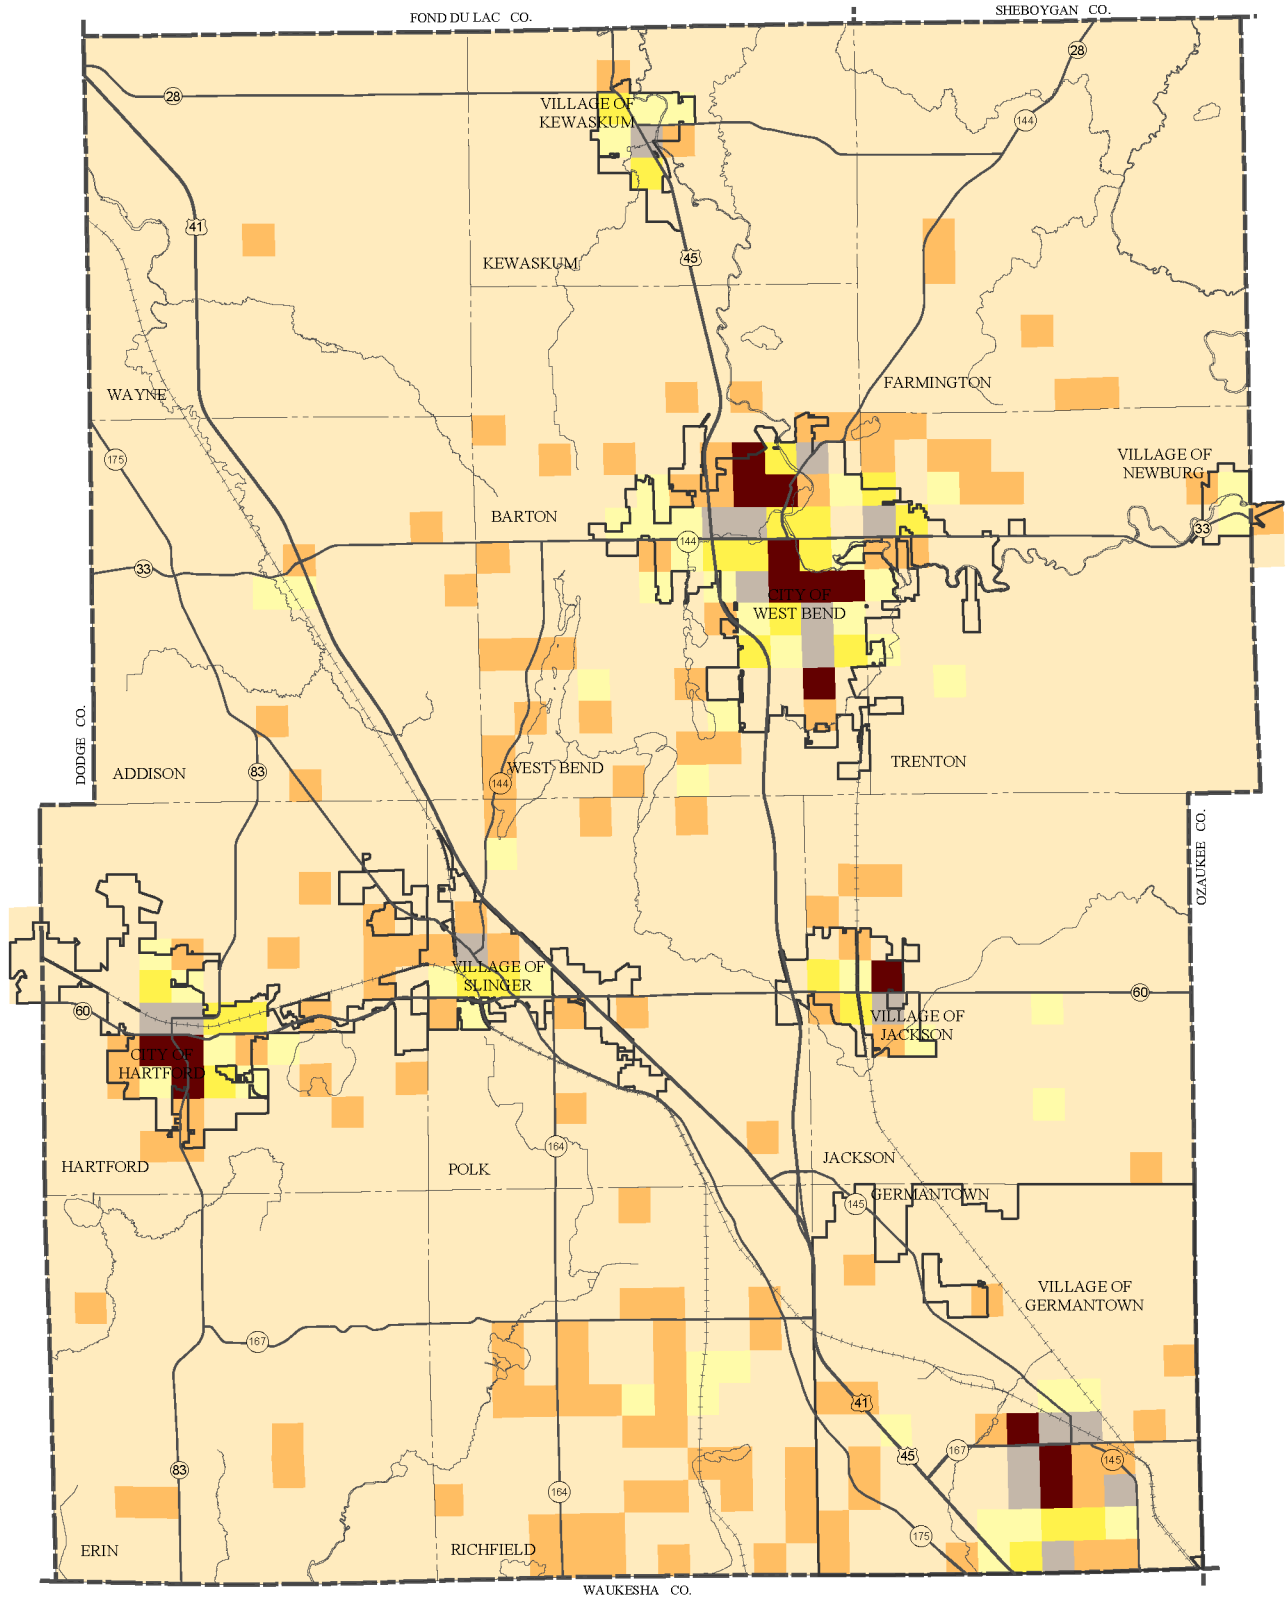 FOND DU LAC CO.
SHEBOYGAN CO.
28
28
VILLAGE OF
KEWASKUM
144
41
KEWASKUM
45
WAYNE
FARMINGTON
175
VILLAGE OF
NEWBURG
BARTON
33
144
33
CITY OF
WEST BEND
DODGE CO.
ADDISON
83
WEST BEND
144
TRENTON
OZAUKEE CO.
VILLAGE OF
SLINGER
60
60
VILLAGE OF
JACKSON
CITY OF
HARTFORD
164
HARTFORD
POLK
JACKSON
GERMANTOWN
145
VILLAGE OF
GERMANTOWN
167
41
45
167
145
83
164
175
ERIN
RICHFIELD
WAUKESHA CO.